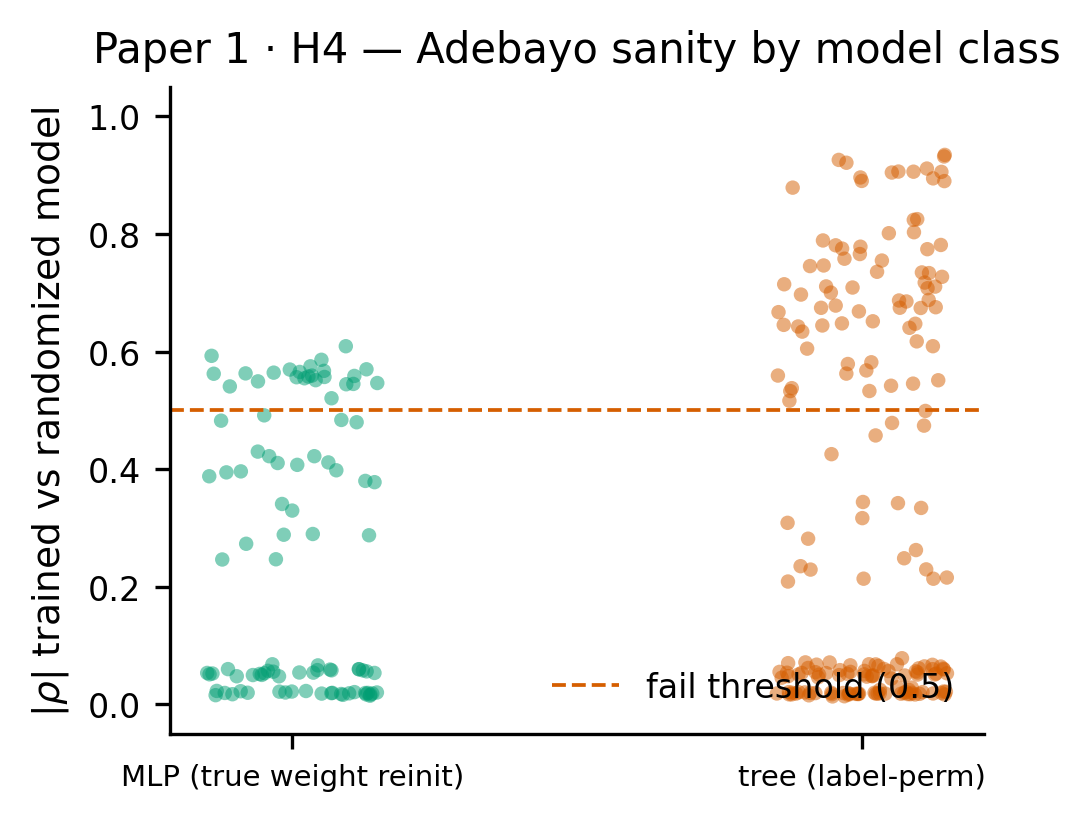 Paper 1 · H4 — Adebayo sanity by model class
|ρ| trained vs randomized model
1.0
0.8
0.6
0.4
0.2
0.0
fail threshold (0.5)
MLP (true weight reinit)
tree (label-perm)